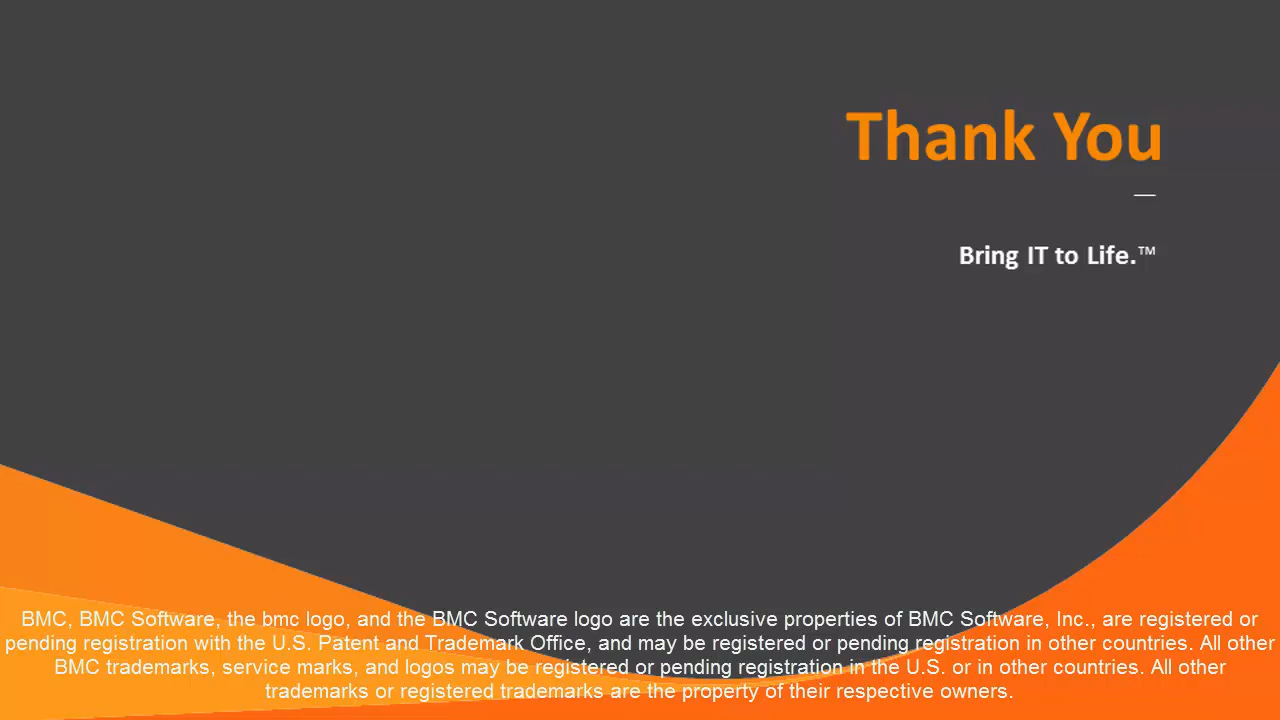 Thank You
Bring IT to Life.™
BMC, BMC Software, the bmc logo, and the BMC Software logo are the exclusive properties of BMC Software, Inc., are registered or
pending registration with the U.S. Patent and Trademark Office, and may be registered or pending registration in other countries. All other
BMC trademarks, service marks, and logos may be registered or pending registration in the U.S. or in other countries. All other
trademarks or registered trademarks are the property of their respective owners.